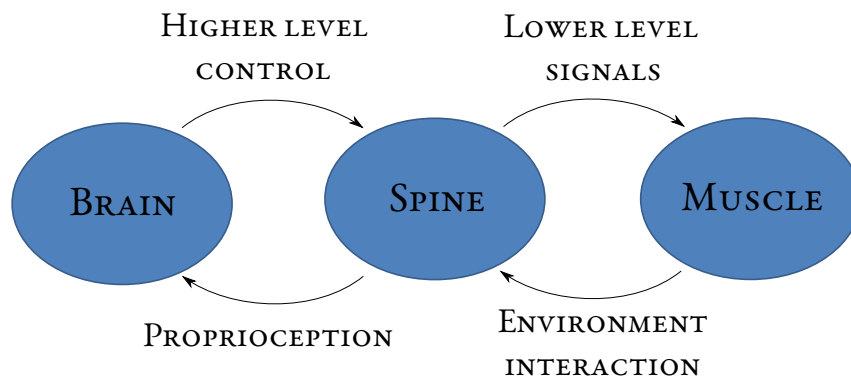 Higher level
control
Lower level
signals
Brain
Spine
Muscle
Proprioception
Environment
interaction